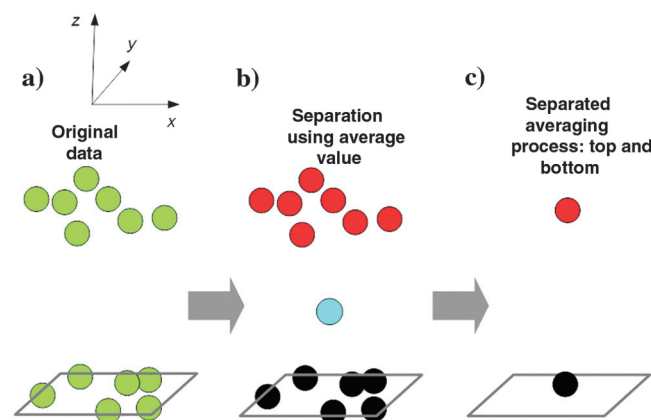 z
y
x
a)
Original
data
b)
Separation
using average
value
c)
Separated
averaging
process: top and
bottom